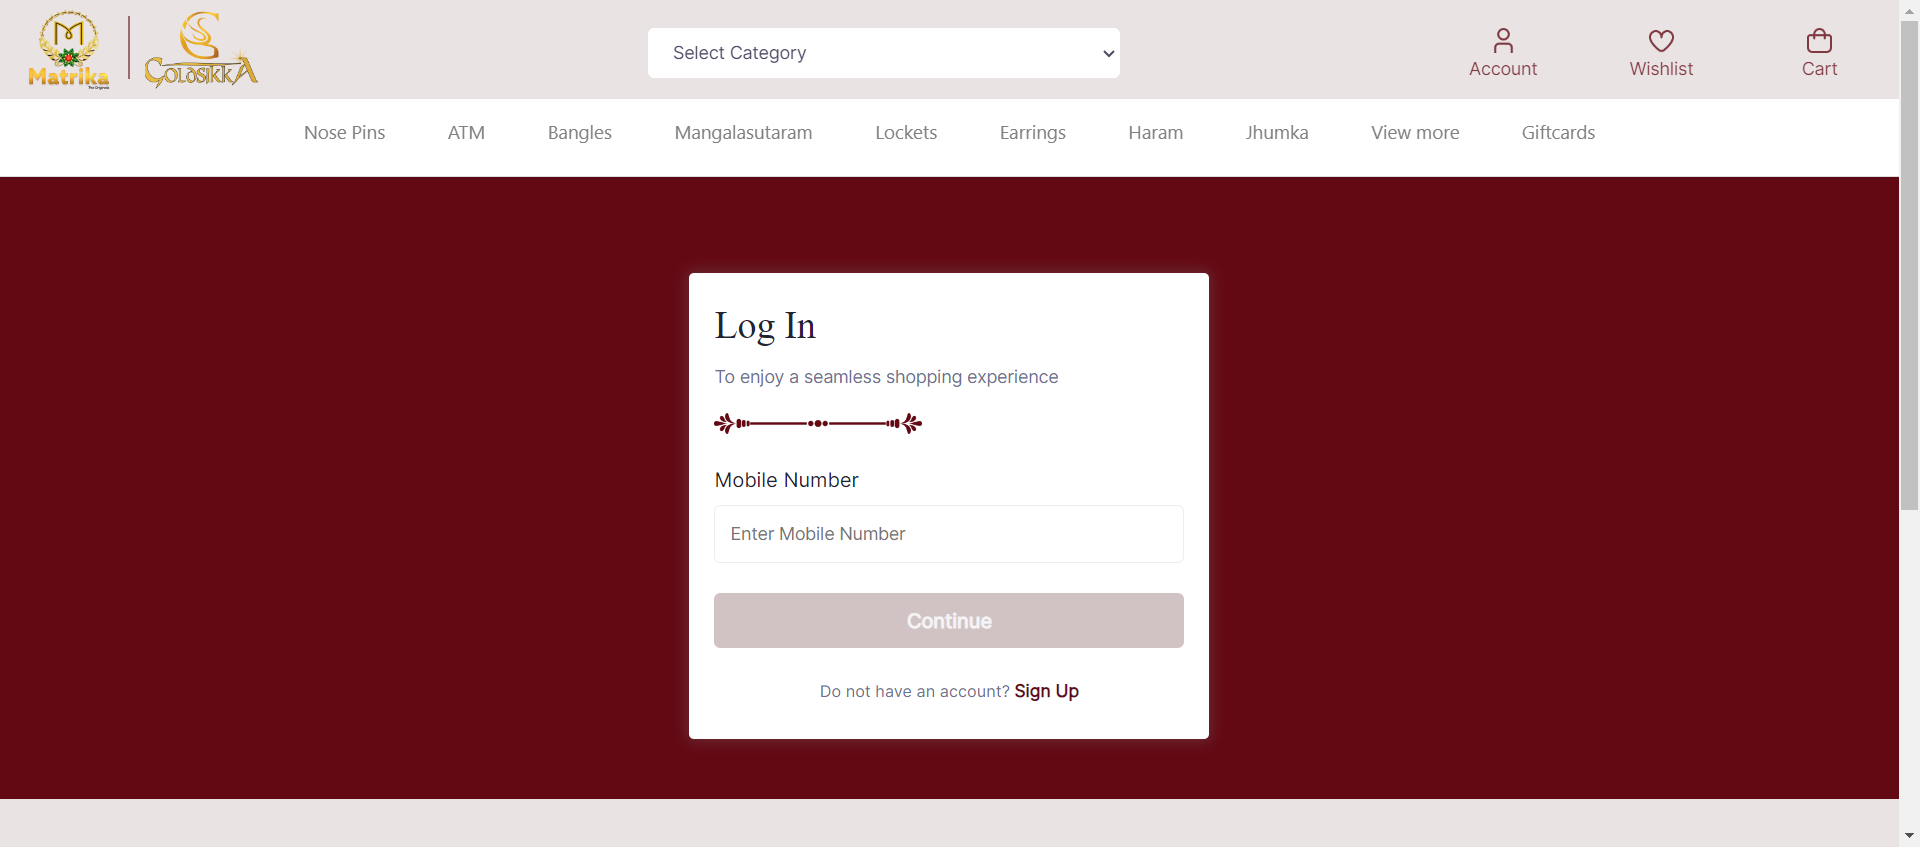 Matrika
GOLDSIKKA
Select Category
Account
Wishlist
Cart
Nose Pins
ATM
Bangles
Mangalasutaram
Lockets
Earrings
Haram
Jhumka
View more
Giftcards
Log In
To enjoy a seamless shopping experience
Mobile Number
Enter Mobile Number
Continue
Do not have an account? Sign Up